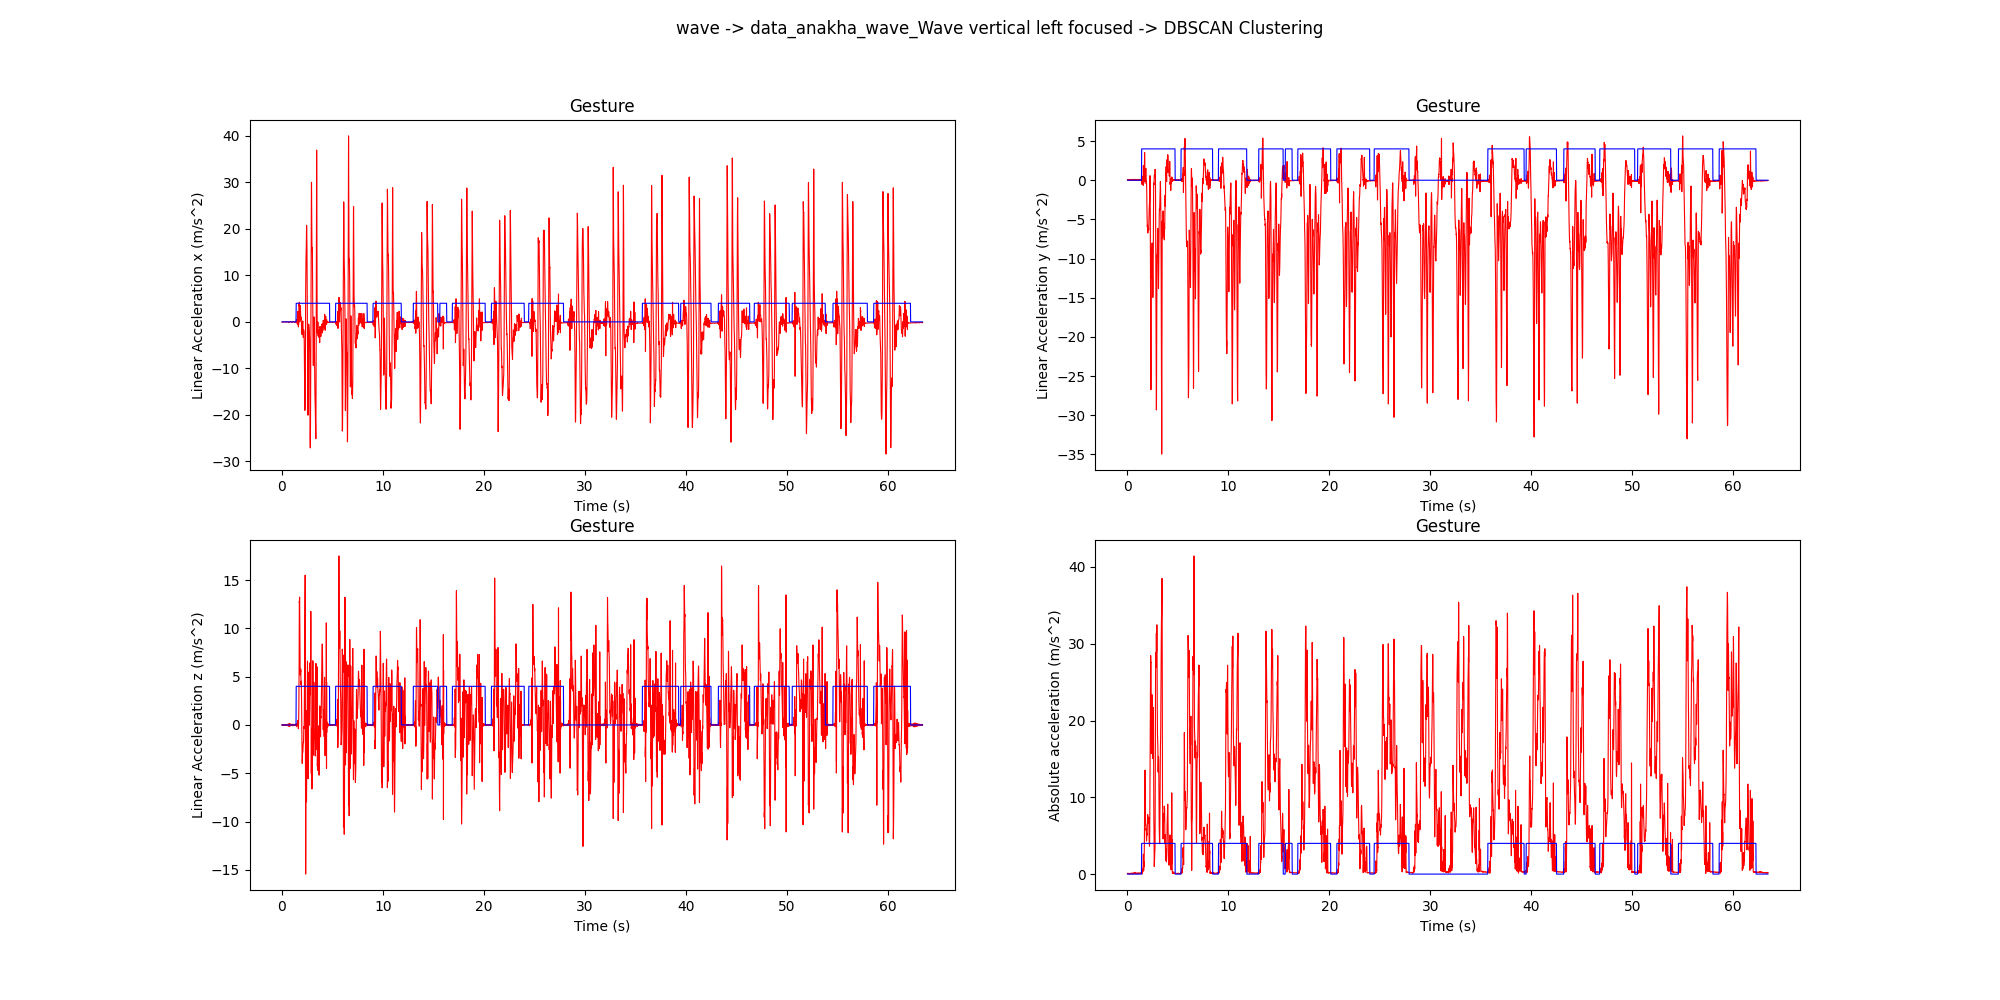 wave -> data_anakha_wave_Wave vertical left focused -> DBSCAN Clustering
Gesture
Linear Acceleration x (m/s^2)
40
30
20
10
0
−10
−20
−30
0 10 20 30 40 50 60
Time (s)
Gesture
Linear Acceleration y (m/s^2)
5
0
−5
−10
−15
−20
−25
−30
−35
0 10 20 30 40 50 60
Time (s)
Gesture
Linear Acceleration z (m/s^2)
15
10
5
0
−5
−10
−15
0 10 20 30 40 50 60
Time (s)
Gesture
Absolute acceleration (m/s^2)
40
30
20
10
0
0 10 20 30 40 50 60
Time (s)